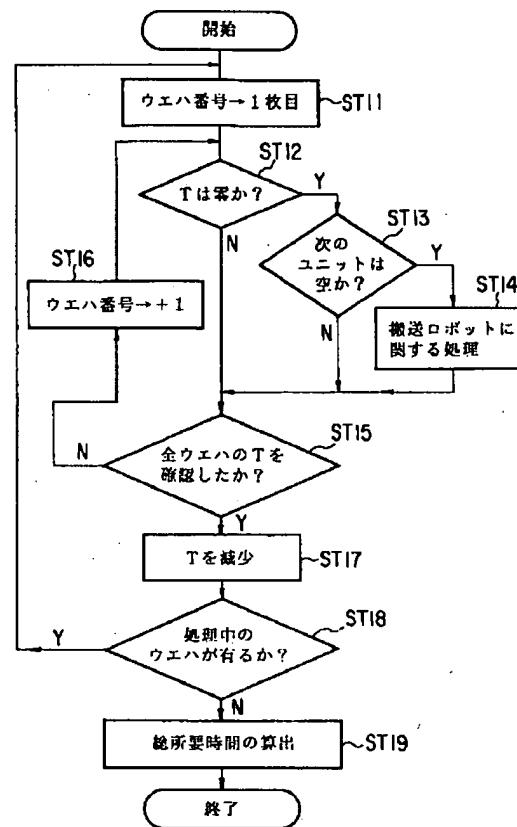 開始
ウエハ番号→1枚目
ST11
ST12
Tは零か?
Y
N
ST13
次の
ユニットは
空か?
Y
N
ST14
搬送ロボットに
関する処理
ST16
ウエハ番号→+1
ST15
全ウエハのTを
確認したか?
N
Y
Tを減少
ST17
ST18
処理中の
ウエハが有るか?
Y
N
総所要時間の算出
ST19
終了